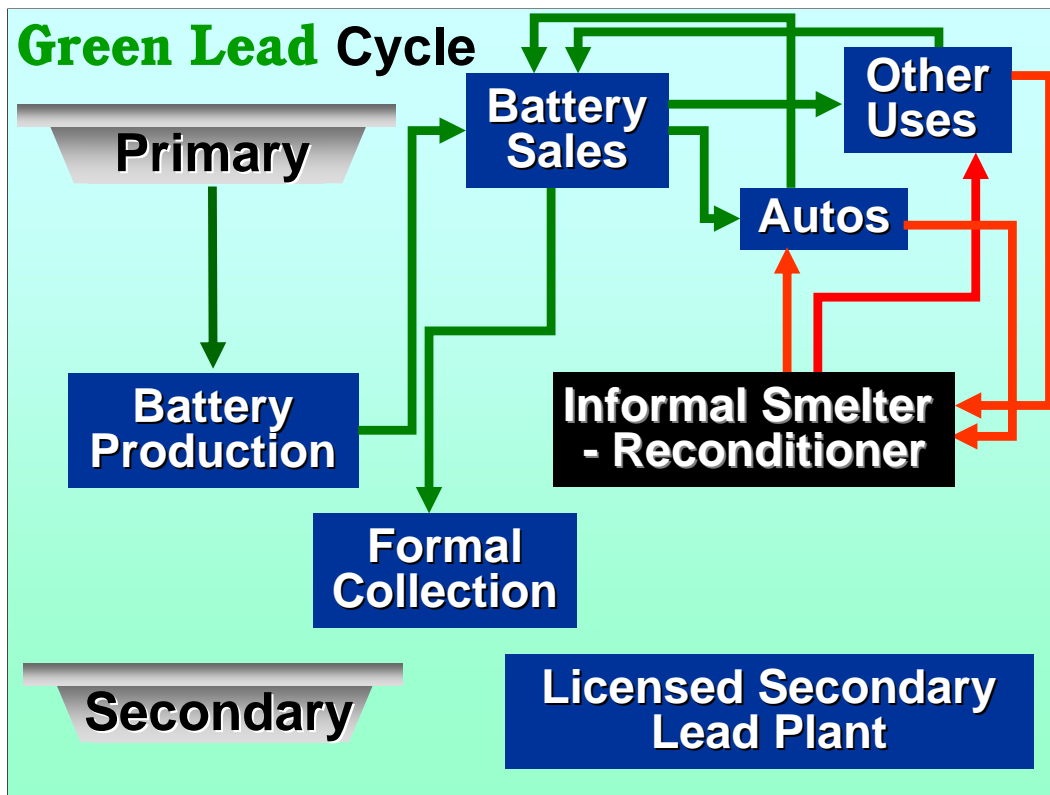 Green Lead Cycle
Primary
Battery
Sales
Other
Uses
Autos
Battery
Production
Informal Smelter
- Reconditioner
Formal
Collection
Secondary
Licensed Secondary
Lead Plant